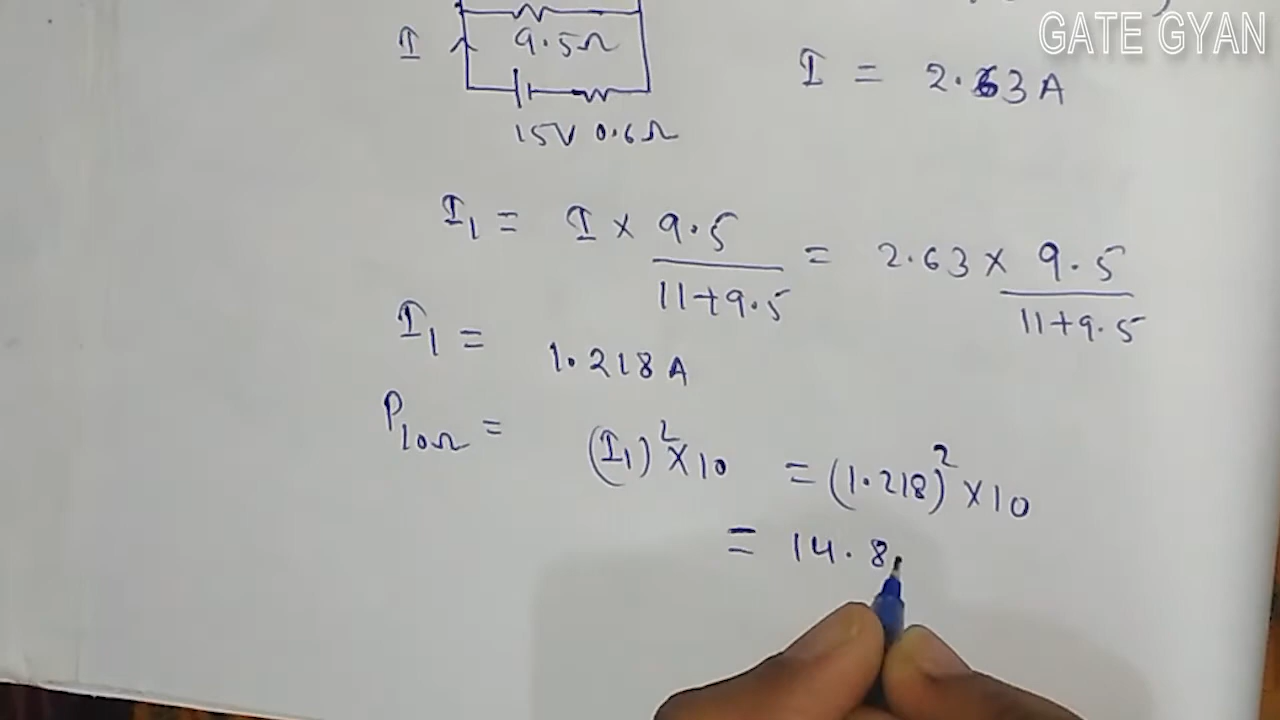 GATE GYAN
9.5Ω
I
I = 2.63A
15V 0.6Ω
I₁ = I × 9.5 / 11+9.5 = 2.63 × 9.5 / 11+9.5
I₁ = 1.218 A
P₁₀Ω = (I₁)² × 10 = (1.218)² × 10
= 14.8